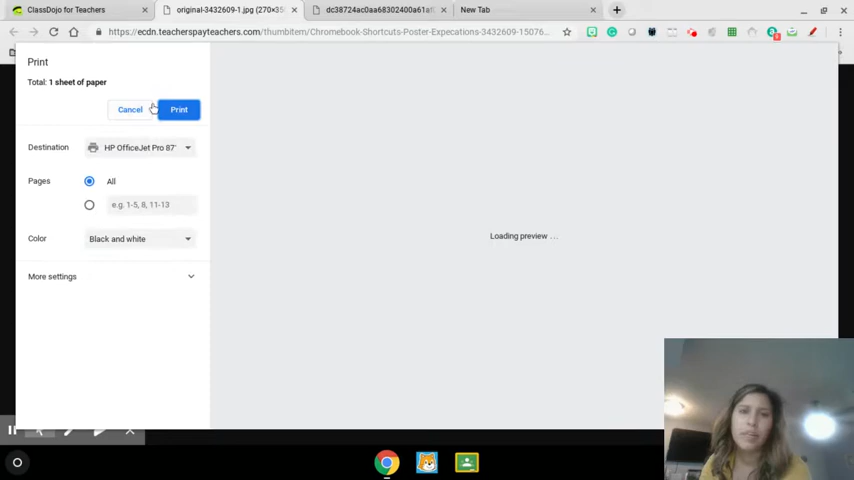 ClassDojo for Teachers
original-3432609-1.jpg (270×35
dc38724ac0aa68302400a61af
New Tab
https://ecdn.teacherspayteachers.com/thumbitem/Chromebook-Shortcuts-Poster-Expecations-3432609-15076...
Print
Total: 1 sheet of paper
Cancel
Print
Destination
HP OfficeJet Pro 87
Pages
All
e.g. 1-5, 8, 11-13
Color
Black and white
More settings
Loading preview ...